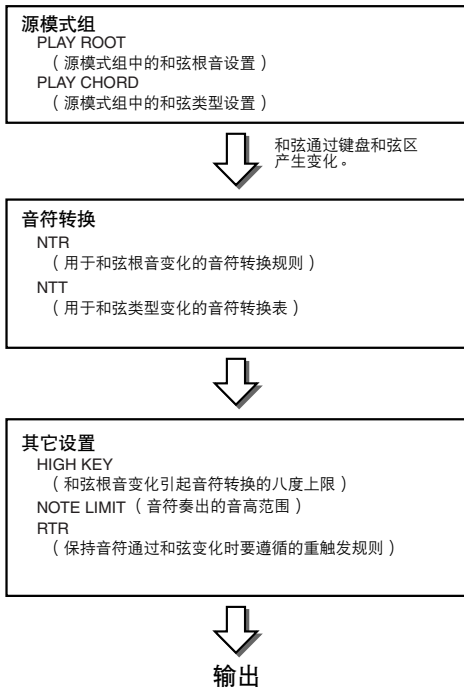 源模式组
PLAY ROOT
（源模式组中的和弦根音设置）
PLAY CHORD
（源模式组中的和弦类型设置）
和弦通过键盘和弦区
产生变化。
音符转换
NTR
（用于和弦根音变化的音符转换规则）
NTT
（用于和弦类型变化的音符转换表）
其它设置
HIGH KEY
（和弦根音变化引起音符转换的八度上限）
NOTE LIMIT（音符奏出的音高范围）
RTR
（保持音符通过和弦变化时要遵循的重触发规则）
输出